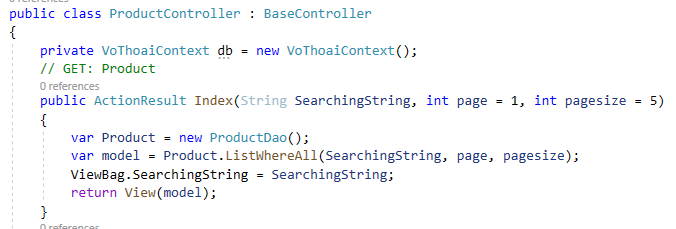 0 references
public class ProductController : BaseController
{
private VoThoaiContext db = new VoThoaiContext();
// GET: Product
0 references
public ActionResult Index(String SearchingString, int page = 1, int pagesize = 5)
{
var Product = new ProductDao();
var model = Product.ListWhereAll(SearchingString, page, pagesize);
ViewBag.SearchingString = SearchingString;
return View(model);
}
0 references